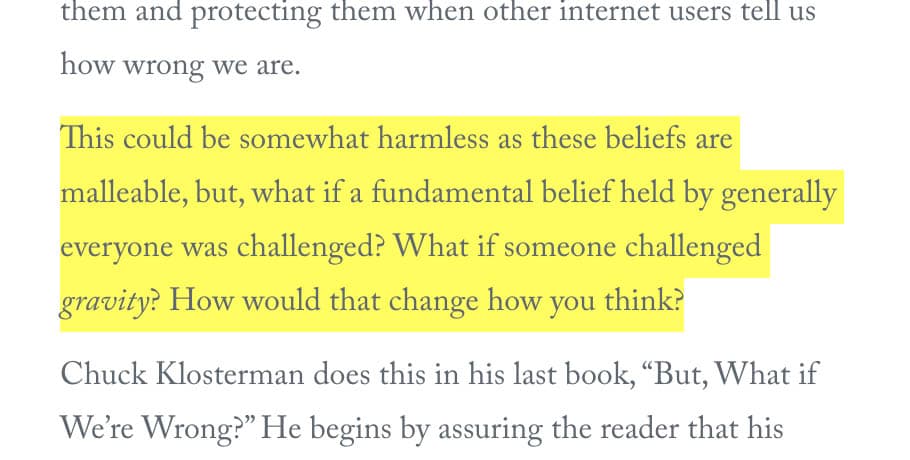 them and protecting them when other internet users tell us
how wrong we are.
This could be somewhat harmless as these beliefs are
malleable, but, what if a fundamental belief held by generally
everyone was challenged? What if someone challenged
gravity? How would that change how you think?
Chuck Klosterman does this in his last book, “But, What if
We’re Wrong?” He begins by assuring the reader that his